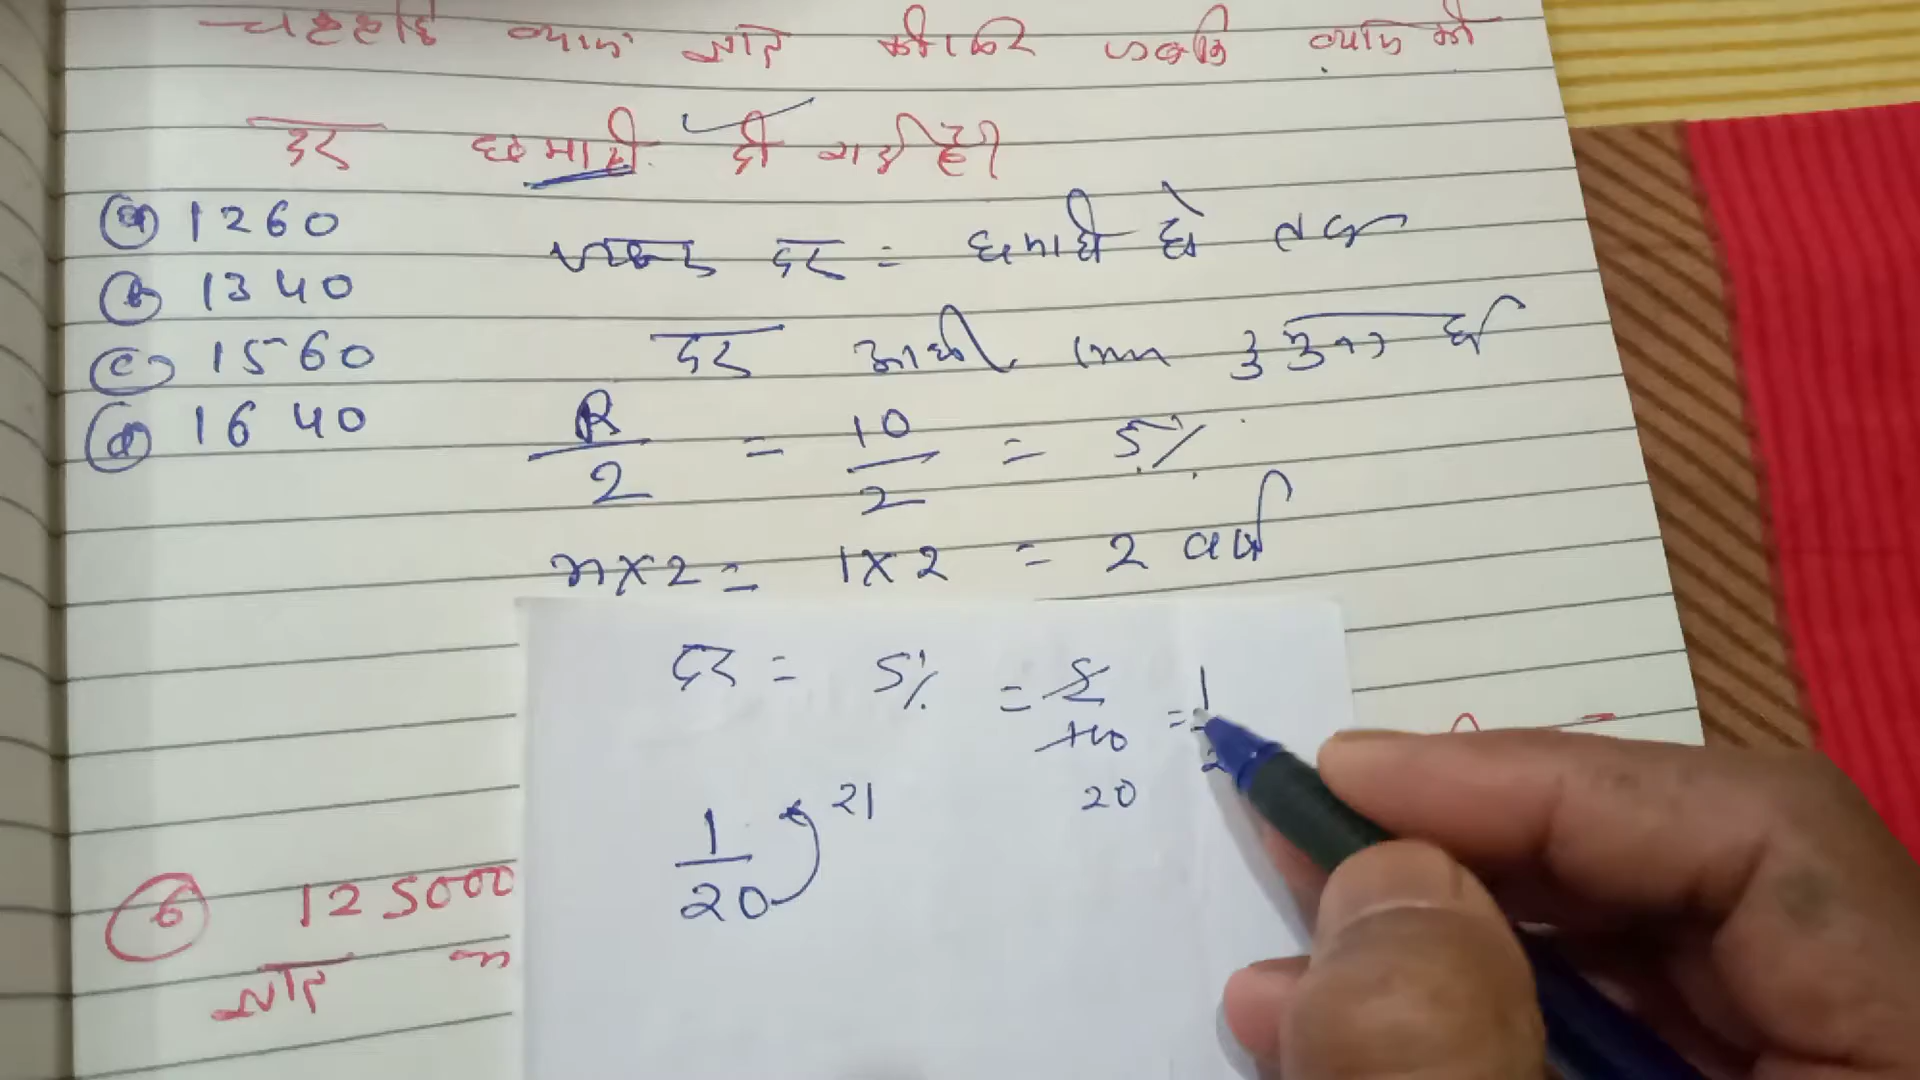 चक्रवृद्धि ब्याज ज्ञात कीजिए जबकि ब्याज की
दर छमाही दी गई है।
(a) 1260
(b) 1340
(c) 1560
(d) 1640
दर = छमाही हो तब
दर आधी
R/2 = 10/2 = 5%
n×2 = 1×2 = 2 वर्ष
दर = 5% = 5/100 = 1/2
20
1/20 21
(6) 125000
ज्ञात